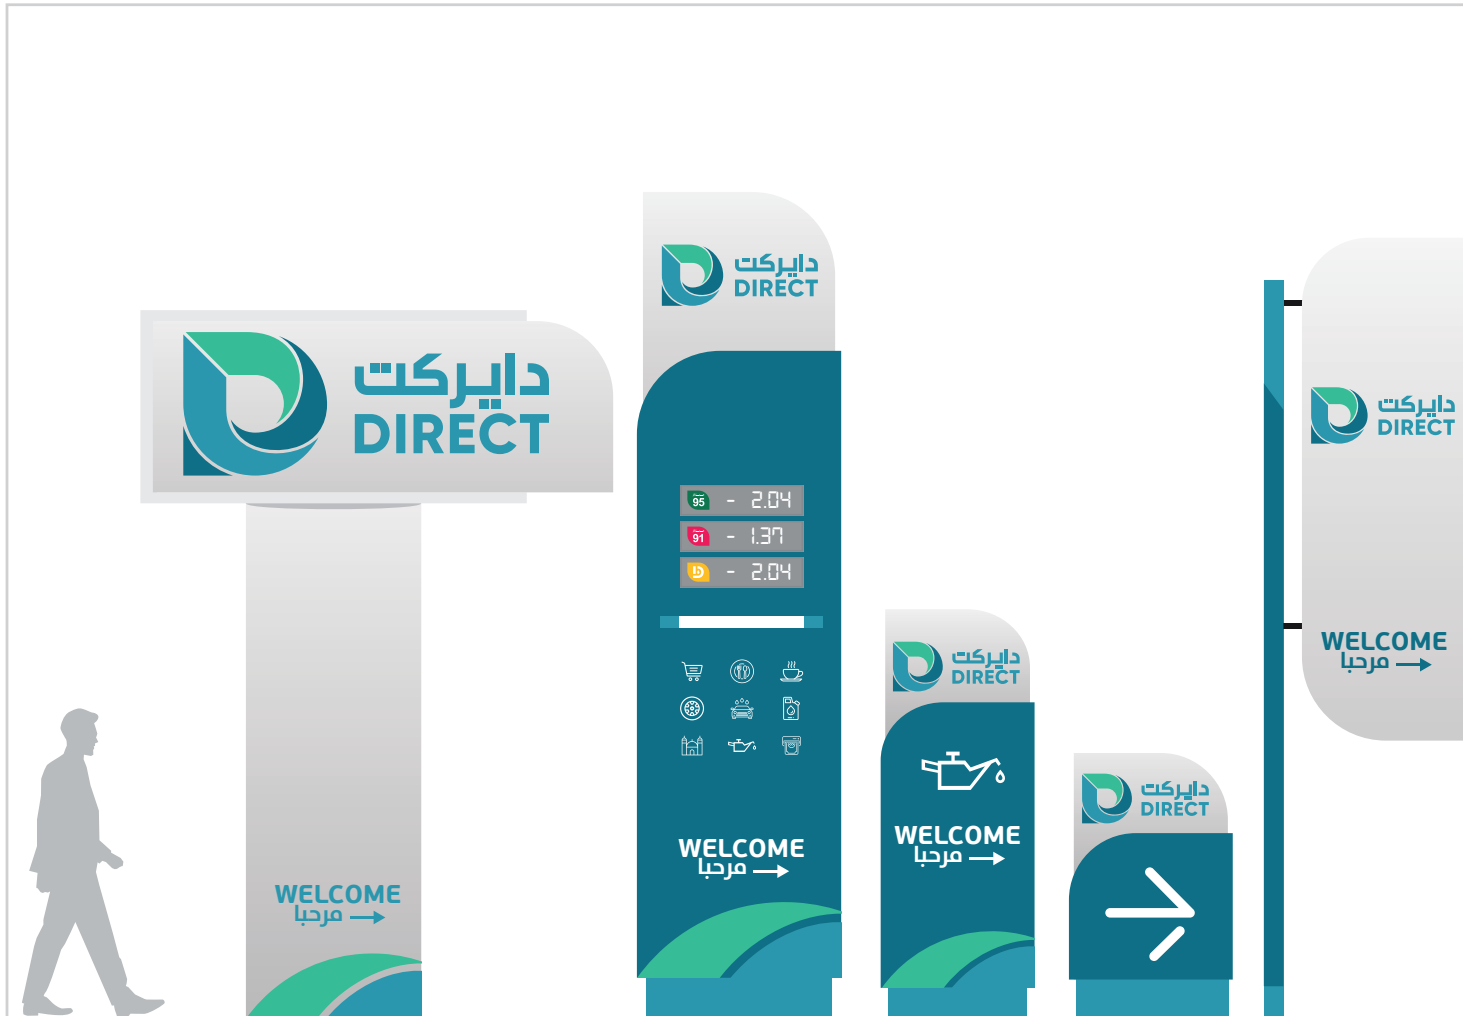 دايركت
DIRECT
WELCOME
مرحبا
دايركت
DIRECT
95 - 2.04
91 - 1.37
- 2.04
WELCOME
مرحبا
دايركت
DIRECT
WELCOME
مرحبا
دايركت
DIRECT
دايركت
DIRECT
WELCOME
مرحبا